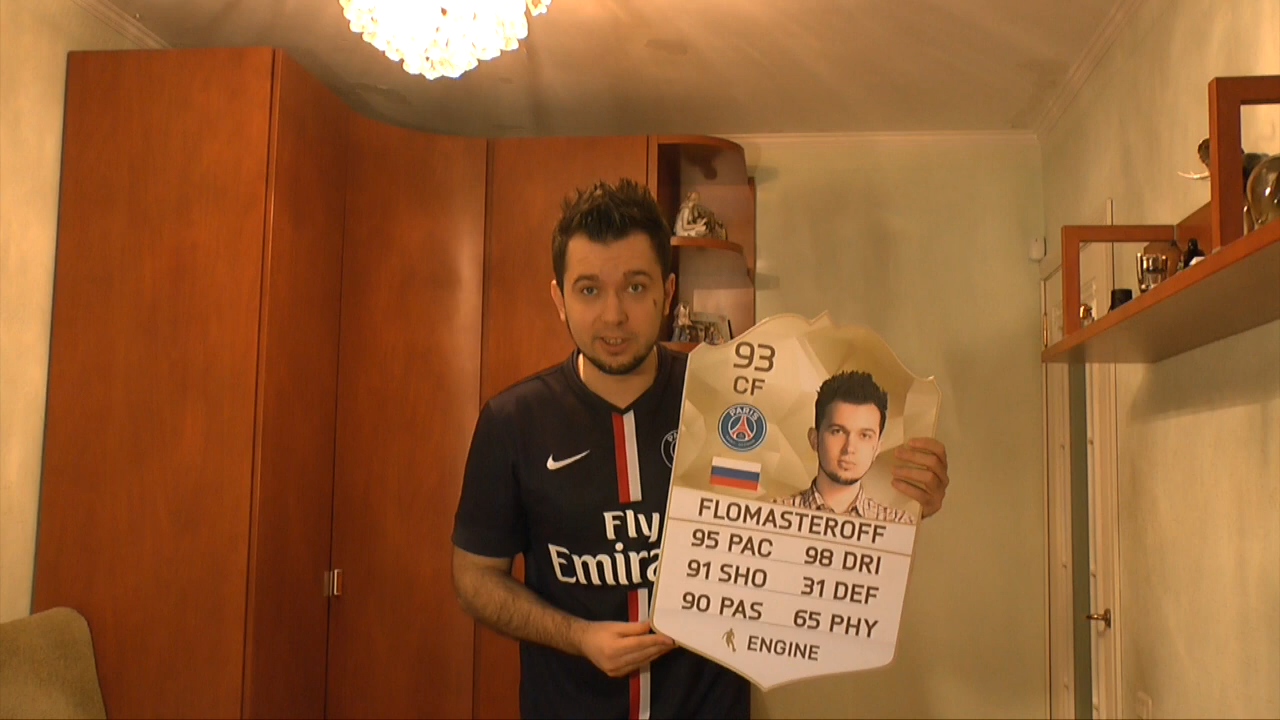 93
CF
PARIS
FLOMASTEROFF
95 PAC 98 DRI
91 SHO 31 DEF
90 PAS 65 PHY
ENGINE
Fly
Emira